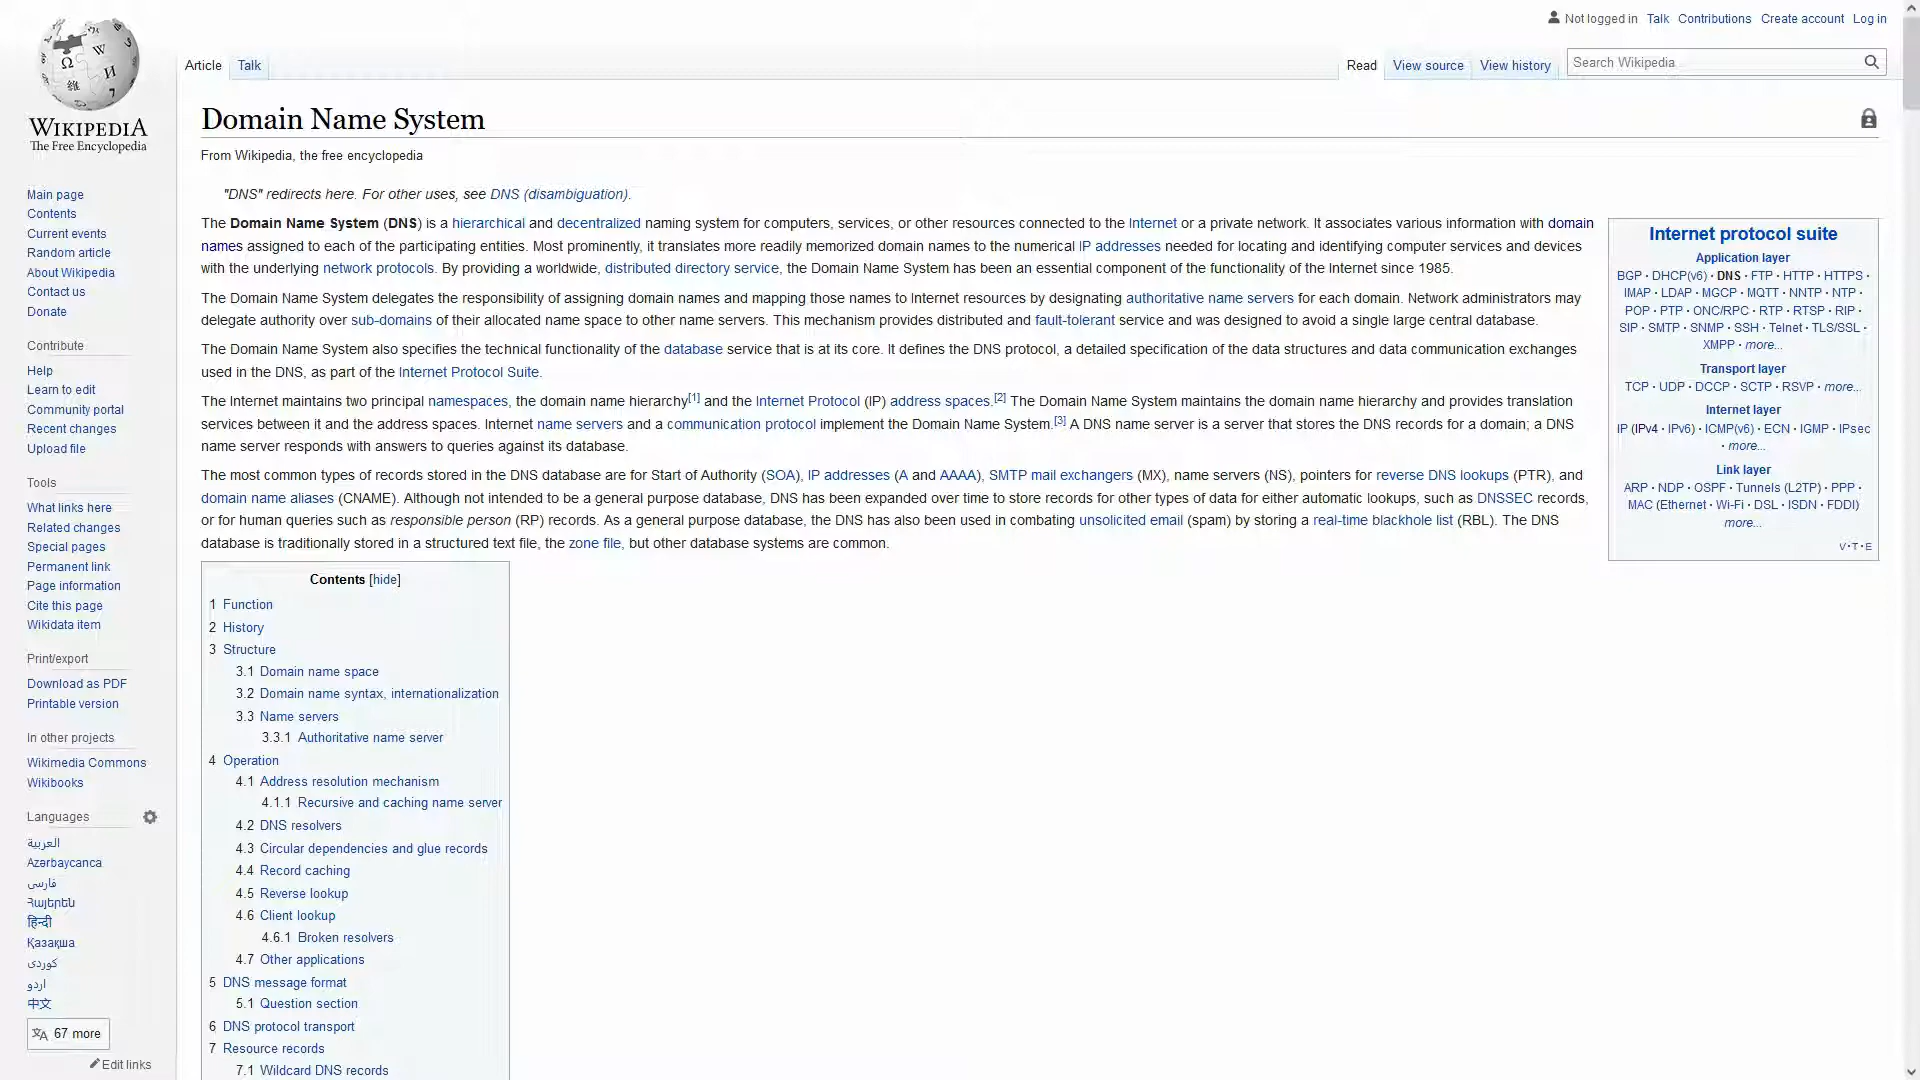 Not logged in Talk Contributions Create account Log in
Article Talk
Read View source View history Search Wikipedia
WIKIPEDIA
The Free Encyclopedia
Main page
Contents
Current events
Random article
About Wikipedia
Contact us
Donate
Contribute
Help
Learn to edit
Community portal
Recent changes
Upload file
Tools
What links here
Related changes
Special pages
Permanent link
Page information
Cite this page
Wikidata item
Print/export
Download as PDF
Printable version
In other projects
Wikimedia Commons
Wikibooks
Languages
العربية
Azərbaycanca
فارسی
Հայերեն
हिन्दी
Қазақша
کوردی
اردو
中文
67 more
Edit links
Domain Name System
From Wikipedia, the free encyclopedia
"DNS" redirects here. For other uses, see DNS (disambiguation).
The Domain Name System (DNS) is a hierarchical and decentralized naming system for computers, services, or other resources connected to the Internet or a private network. It associates various information with domain
names assigned to each of the participating entities. Most prominently, it translates more readily memorized domain names to the numerical IP addresses needed for locating and identifying computer services and devices
with the underlying network protocols. By providing a worldwide, distributed directory service, the Domain Name System has been an essential component of the functionality of the Internet since 1985.
The Domain Name System delegates the responsibility of assigning domain names and mapping those names to Internet resources by designating authoritative name servers for each domain. Network administrators may
delegate authority over sub-domains of their allocated name space to other name servers. This mechanism provides distributed and fault-tolerant service and was designed to avoid a single large central database.
The Domain Name System also specifies the technical functionality of the database service that is at its core. It defines the DNS protocol, a detailed specification of the data structures and data communication exchanges
used in the DNS, as part of the Internet Protocol Suite.
The Internet maintains two principal namespaces, the domain name hierarchy[1] and the Internet Protocol (IP) address spaces.[2] The Domain Name System maintains the domain name hierarchy and provides translation
services between it and the address spaces. Internet name servers and a communication protocol implement the Domain Name System.[3] A DNS name server is a server that stores the DNS records for a domain; a DNS
name server responds with answers to queries against its database.
The most common types of records stored in the DNS database are for Start of Authority (SOA), IP addresses (A and AAAA), SMTP mail exchangers (MX), name servers (NS), pointers for reverse DNS lookups (PTR), and
domain name aliases (CNAME). Although not intended to be a general purpose database, DNS has been expanded over time to store records for other types of data for either automatic lookups, such as DNSSEC records,
or for human queries such as responsible person (RP) records. As a general purpose database, the DNS has also been used in combating unsolicited email (spam) by storing a real-time blackhole list (RBL). The DNS
database is traditionally stored in a structured text file, the zone file, but other database systems are common.
Internet protocol suite
Application layer
BGP · DHCP(v6) · DNS · FTP · HTTP · HTTPS ·
IMAP · LDAP · MGCP · MQTT · NNTP · NTP ·
POP · PTP · ONC/RPC · RTP · RTSP · RIP ·
SIP · SMTP · SNMP · SSH · Telnet · TLS/SSL ·
XMPP · more...
Transport layer
TCP · UDP · DCCP · SCTP · RSVP · more...
Internet layer
IP (IPv4 · IPv6) · ICMP(v6) · ECN · IGMP · IPsec
· more...
Link layer
ARP · NDP · OSPF · Tunnels (L2TP) · PPP ·
MAC (Ethernet · Wi-Fi · DSL · ISDN · FDDI)
more...
V·T·E
Contents [hide]
1 Function
2 History
3 Structure
3.1 Domain name space
3.2 Domain name syntax, internationalization
3.3 Name servers
3.3.1 Authoritative name server
4 Operation
4.1 Address resolution mechanism
4.1.1 Recursive and caching name server
4.2 DNS resolvers
4.3 Circular dependencies and glue records
4.4 Record caching
4.5 Reverse lookup
4.6 Client lookup
4.6.1 Broken resolvers
4.7 Other applications
5 DNS message format
5.1 Question section
6 DNS protocol transport
7 Resource records
7.1 Wildcard DNS records